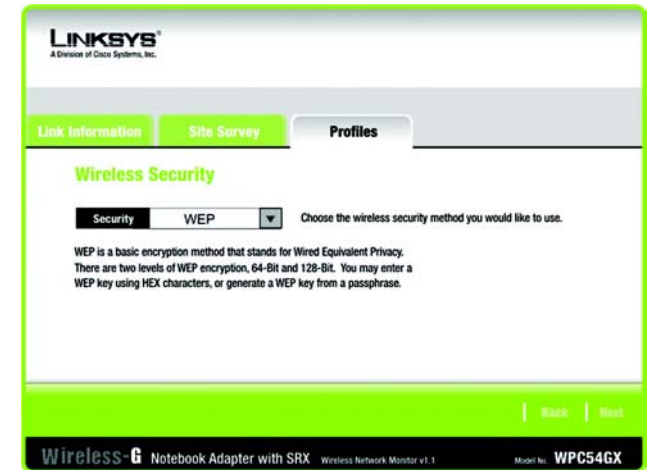 LINKSYS®
A Division of Cisco Systems, Inc.
Link Information
Site Survey
Profiles
Wireless Security
Security WEP Choose the wireless security method you would like to use.
WEP is a basic encryption method that stands for Wired Equivalent Privacy.
There are two levels of WEP encryption, 64-Bit and 128-Bit. You may enter a
WEP key using HEX characters, or generate a WEP key from a passphrase.
Back Next
Wireless-G Notebook Adapter with SRX Wireless Network Monitor v1.1 Model No. WPC54GX